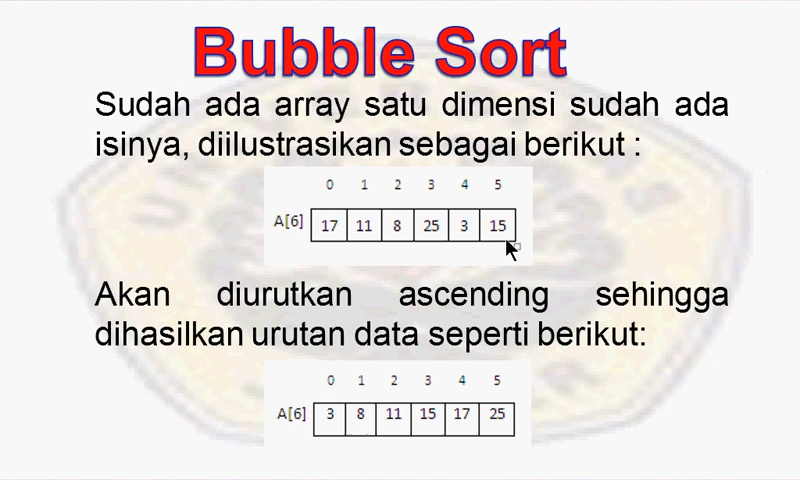 Bubble Sort
Sudah ada array satu dimensi sudah ada
isinya, diilustrasikan sebagai berikut :
0 1 2 3 4 5
A[6] 17 11 8 25 3 15
Akan diurutkan ascending sehingga
dihasilkan urutan data seperti berikut:
0 1 2 3 4 5
A[6] 3 8 11 15 17 25